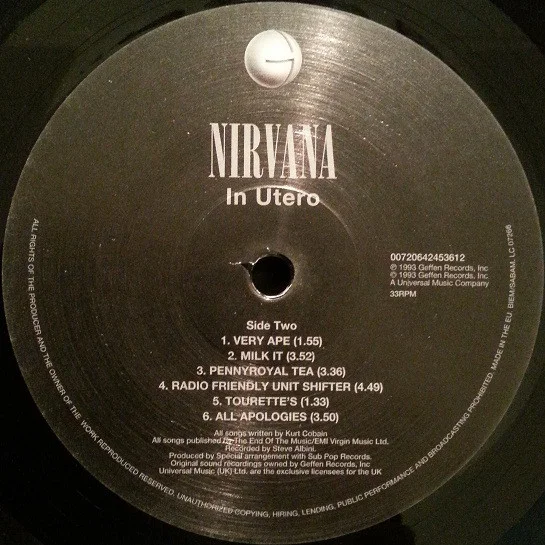 NIRVANA
In Utero
00720642453612
℗ 1993 Geffen Records, Inc
© 1993 Geffen Records, Inc
A Universal Music Company
33RPM
Side Two
1. VERY APE (1.55)
2. MILK IT (3.52)
3. PENNYROYAL TEA (3.36)
4. RADIO FRIENDLY UNIT SHIFTER (4.49)
5. TOURETTE'S (1.33)
6. ALL APOLOGIES (3.50)
All songs written by Kurt Cobain
All songs published by The End Of The Music/EMI Virgin Music Ltd.
Recorded by Steve Albini.
Produced by Special arrangement with Sub Pop Records.
Original sound recordings owned by Geffen Records, Inc
Universal Music (UK) Ltd. are the exclusive licensees for the UK
ALL RIGHTS OF THE PRODUCER AND THE OWNER OF THE WORK REPRODUCED RESERVED. UNAUTHORIZED COPYING, HIRING, LENDING, PUBLIC PERFORMANCE AND BROADCASTING PROHIBITED. MADE IN THE EU. BIEM/SABAM. LC 07266